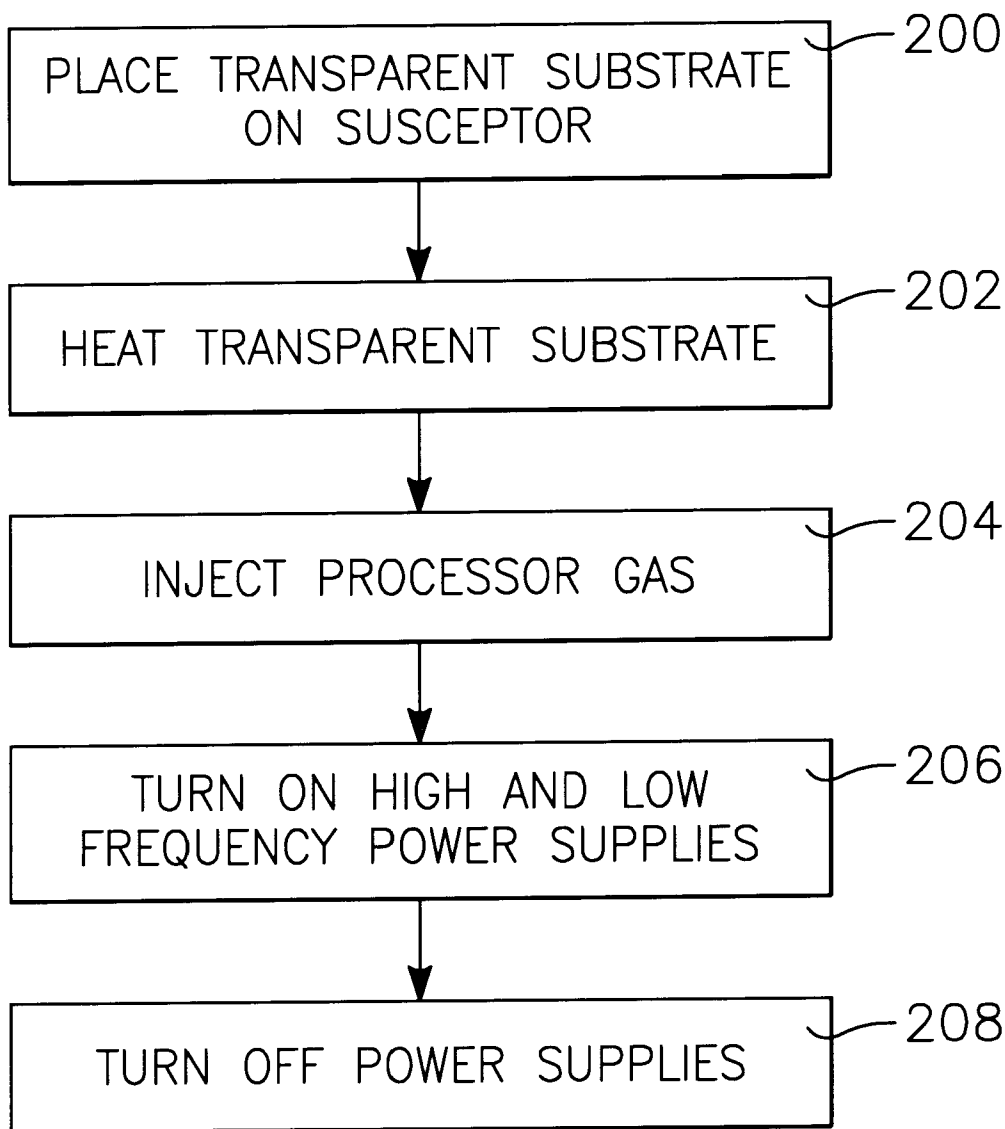 PLACE TRANSPARENT SUBSTRATE
ON SUSCEPTOR
200
HEAT TRANSPARENT SUBSTRATE
202
INJECT PROCESSOR GAS
204
TURN ON HIGH AND LOW
FREQUENCY POWER SUPPLIES
206
TURN OFF POWER SUPPLIES
208